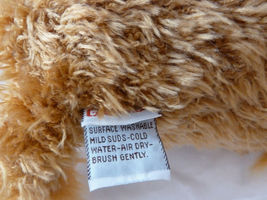 SURFACE WASHABLE
MILD SUDS-COLD
WATER-AIR DRY-
BRUSH GENTLY.